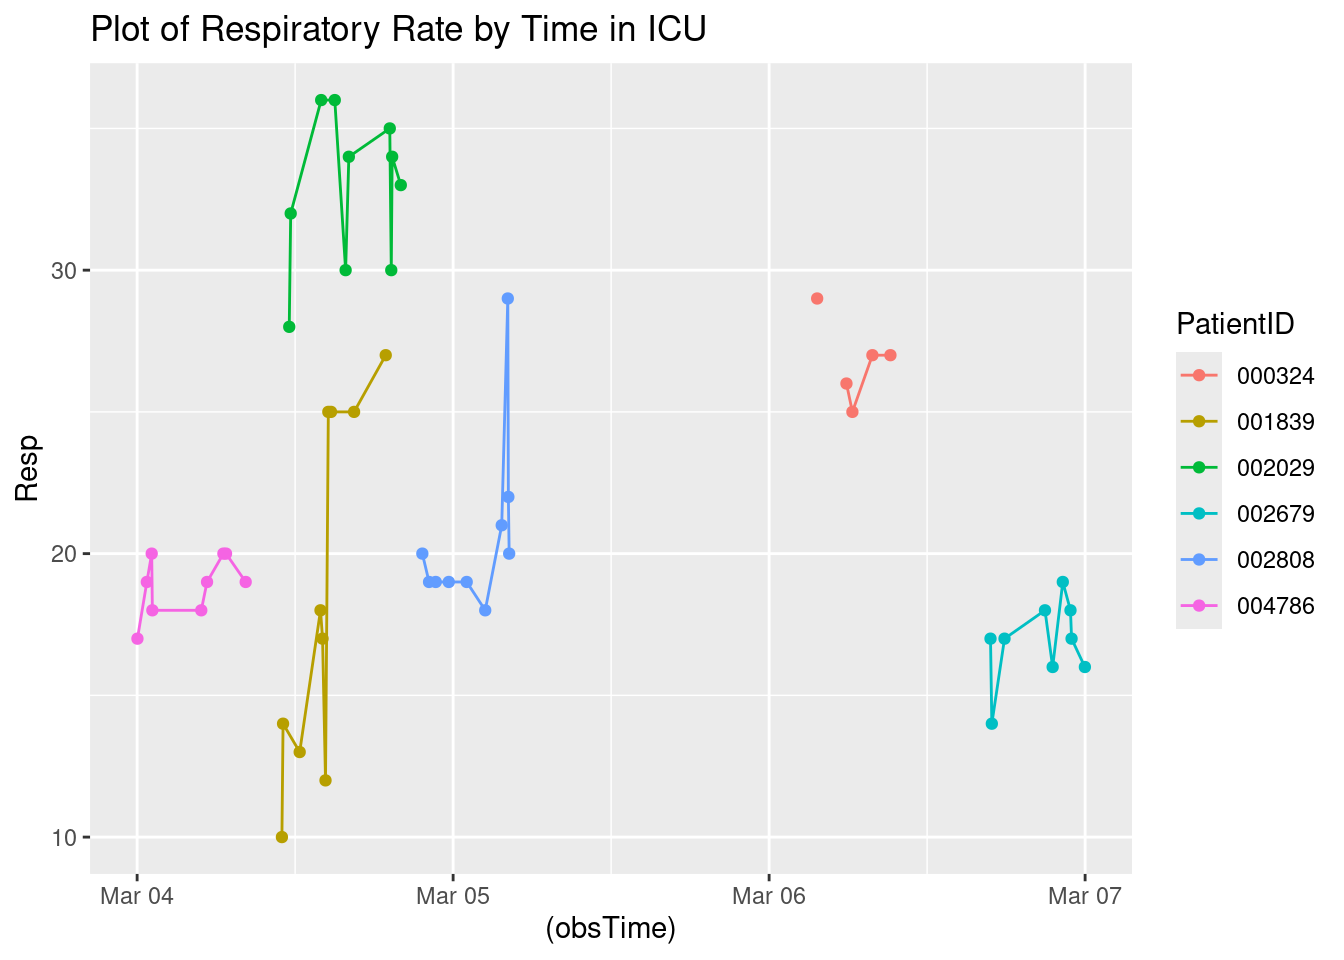 Plot of Respiratory Rate by Time in ICU
Resp
30
20
10
Mar 04
Mar 05
Mar 06
Mar 07
(obsTime)
PatientID
000324
001839
002029
002679
002808
004786